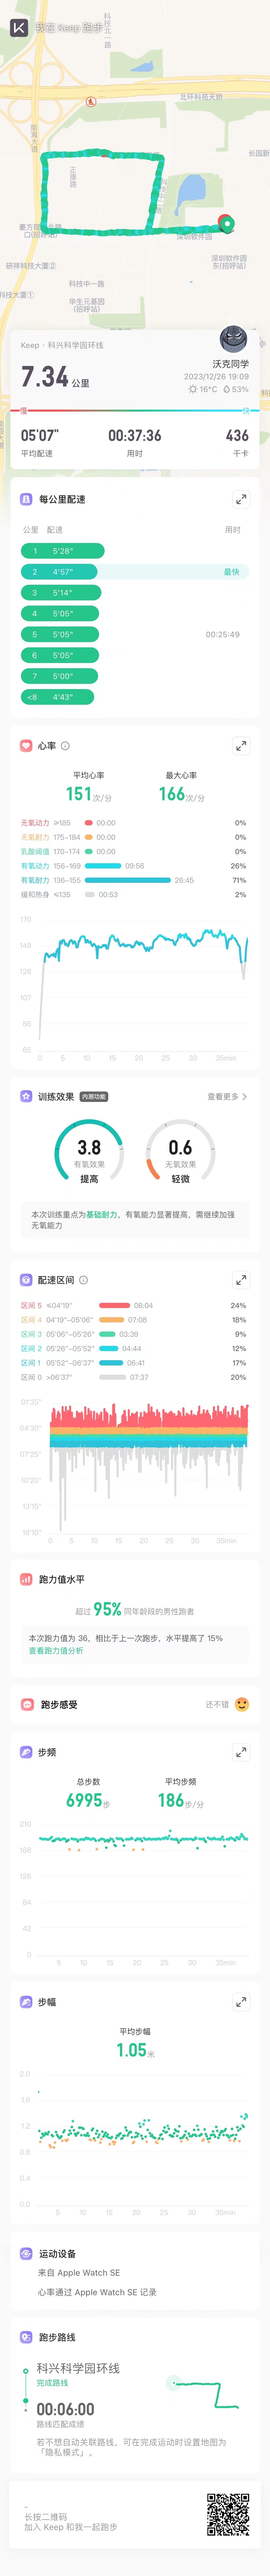 我在 Keep 跑步
科技北一路
北环科苑天桥
南海大道
正康路
长园新
豪方
口(招呼站)
深圳软件园
研祥科技大厦②
科技中一路
深圳软件园
东(招呼站)
科技大厦①
华生元基因
(招呼站)
Keep · 科兴科学园环线
沃克同学
7.34 公里
2023/12/26 19:09
16°C 53%
慢
快
05'07" 00:37:36 436
平均配速 用时 千卡
每公里配速
公里 配速 用时
1 5'28"
2 4'57" 最快
3 5'14"
4 5'05"
5 5'05" 00:25:49
6 5'05"
7 5'00"
<8 4'43"
心率
平均心率 最大心率
151次/分 166次/分
无氧动力 ≥185 00:00 0%
无氧耐力 175-184 00:00 0%
乳酸阈值 170-174 00:00 0%
有氧动力 156-169 09:56 26%
有氧耐力 136-155 26:45 71%
缓和热身 ≤135 00:53 2%
170
149
128
107
86
65
0 5 10 15 20 25 30 35min
训练效果 内测功能 查看更多
3.8 0.6
有氧效果 无氧效果
提高 轻微
本次训练重点为基础耐力，有氧能力显著提高，需继续加强
无氧能力
配速区间
区间 5 ≤04'19" 08:04 24%
区间 4 04'19"-05'06" 07:08 18%
区间 3 05'06"-05'26" 03:39 9%
区间 2 05'26"-05'52" 04:44 12%
区间 1 05'52"-06'37" 06:41 17%
区间 0 >06'37" 07:37 20%
01'35"
04'30"
07'25"
10'20"
13'15"
16'10"
0 5 10 15 20 25 30 35min
跑力值水平
超过 95% 同年龄段的男性跑者
本次跑力值为 36，相比于上一次跑步，水平提高了 15%
查看跑力值分析
跑步感受 还不错
步频
总步数 平均步频
6995步 186步/分
210
168
126
84
42
0
5 10 15 20 25 30 35min
步幅
平均步幅
1.05米
2.0
1.6
1.2
0.8
0.4
0.0
5 10 15 20 25 30 35min
运动设备
来自 Apple Watch SE
心率通过 Apple Watch SE 记录
跑步路线
科兴科学园环线
完成路线
00:06:00
路线匹配成绩
若不想自动关联路线，可在完成运动时设置地图为
「隐私模式」。
-
长按二维码
加入 Keep 和我一起跑步